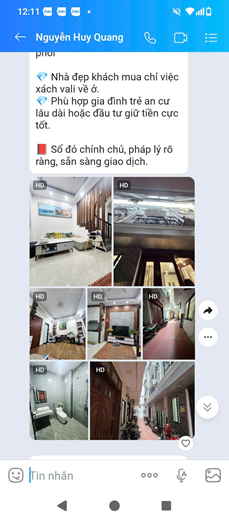 12:11
Nguyễn Huy Quang
phơi
💎 Nhà đẹp khách mua chỉ việc
xách vali về ở.
💎 Phù hợp gia đình trẻ an cư
lâu dài hoặc đầu tư giữ tiền cực
tốt.
📕 Sổ đỏ chính chủ, pháp lý rõ
ràng, sẵn sàng giao dịch.
HD HD
HD HD HD
HD HD
Tin nhắn